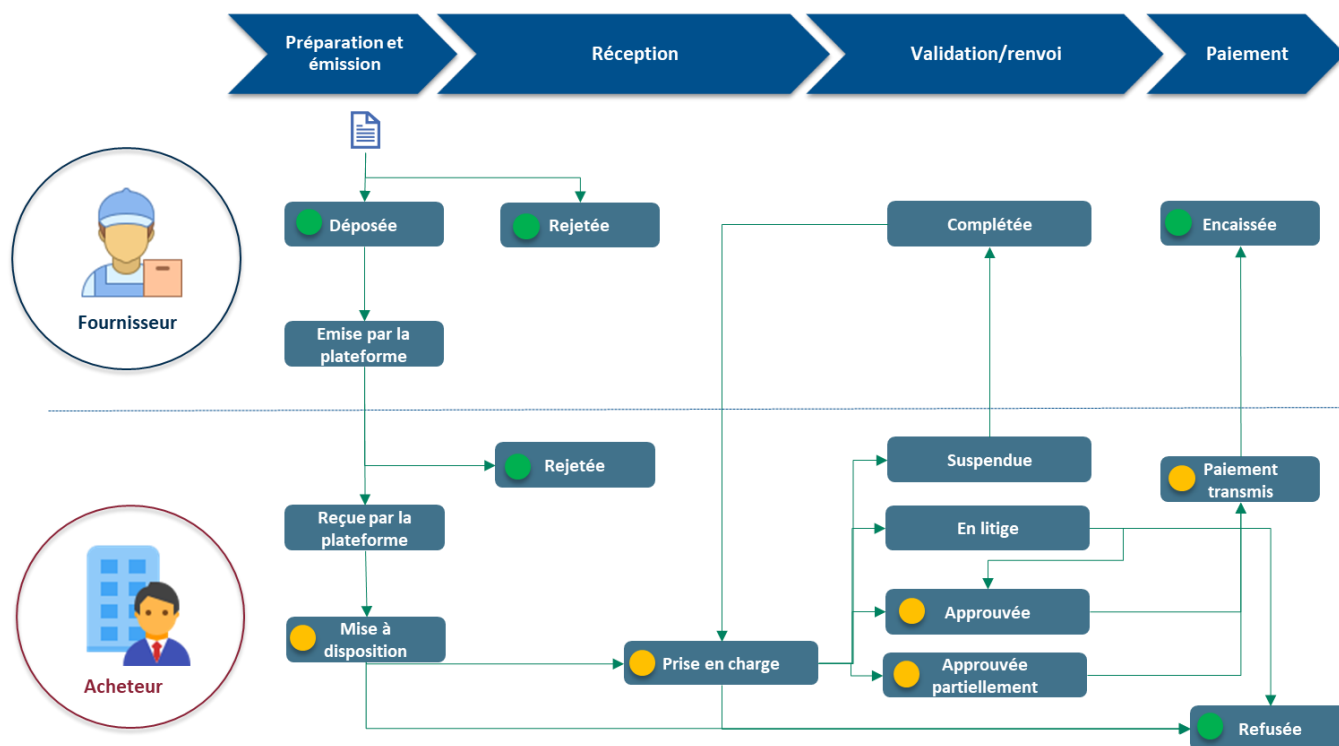 Préparation et
émission
Réception
Validation/renvoi
Paiement
Déposée
Rejetée
Complétée
Encaissée
Fournisseur
Emise par la
plateforme
Rejetée
Suspendue
Paiement
transmis
Reçue par la
plateforme
En litige
Approuvée
Mise à
disposition
Prise en charge
Approuvée
partiellement
Acheteur
Refusée